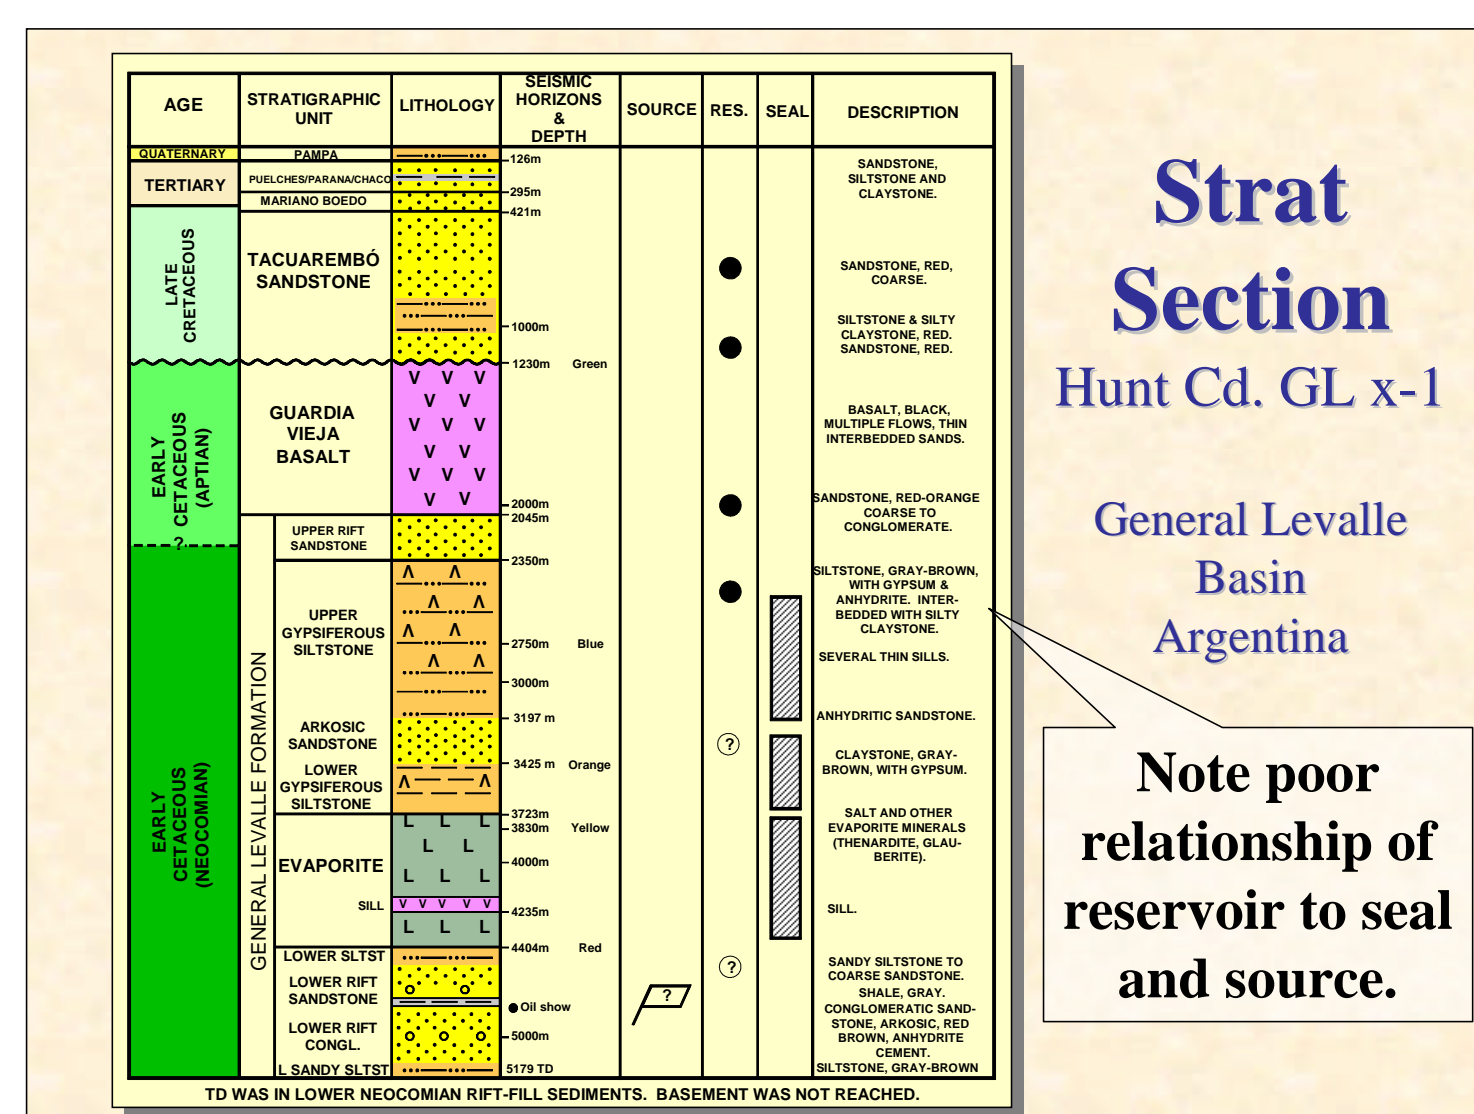 AGE
STRATIGRAPHIC
UNIT
LITHOLOGY
SEISMIC
HORIZONS
&
DEPTH
SOURCE
RES.
SEAL
DESCRIPTION
QUATERNARY
TERTIARY
LATE
CRETACEOUS
EARLY
CETACEOUS
(APTIAN)
?
EARLY
CETACEOUS
(NEOCOMIAN)
PAMPA
PUELCHES/PARANA/CHACO
MARIANO BOEDO
TACUAREMBÓ
SANDSTONE
GUARDIA
VIEJA
BASALT
GENERAL LEVALLE FORMATION
UPPER RIFT
SANDSTONE
UPPER
GYPSIFEROUS
SILTSTONE
ARKOSIC
SANDSTONE
LOWER
GYPSIFEROUS
SILTSTONE
EVAPORITE
SILL
LOWER SLTST
LOWER RIFT
SANDSTONE
LOWER RIFT
CONGL.
L SANDY SLTST
V V V
V V
V V V
V V
V V V
V V
Λ Λ
Λ Λ
Λ Λ
Λ Λ
Λ Λ
L L L
L L
L L L
V V V V V
L L L
126m
295m
421m
1000m
1230m Green
2000m
2045m
2350m
2750m Blue
3000m
3197 m
3425 m Orange
3723m
3830m Yellow
4000m
4235m
4404m Red
Oil show
5000m
5179 TD
?
?
?
SANDSTONE,
SILTSTONE AND
CLAYSTONE.
SANDSTONE, RED,
COARSE.
SILTSTONE & SILTY
CLAYSTONE, RED.
SANDSTONE, RED.
BASALT, BLACK,
MULTIPLE FLOWS, THIN
INTERBEDDED SANDS.
SANDSTONE, RED-ORANGE
COARSE TO
CONGLOMERATE.
SILTSTONE, GRAY-BROWN,
WITH GYPSUM &
ANHYDRITE. INTER-
BEDDED WITH SILTY
CLAYSTONE.
SEVERAL THIN SILLS.
ANHYDRITIC SANDSTONE.
CLAYSTONE, GRAY-
BROWN, WITH GYPSUM.
SALT AND OTHER
EVAPORITE MINERALS
(THENARDITE, GLAU-
BERITE).
SILL.
SANDY SILTSTONE TO
COARSE SANDSTONE.
SHALE, GRAY.
CONGLOMERATIC SAND-
STONE, ARKOSIC, RED
BROWN, ANHYDRITE
CEMENT.
SILTSTONE, GRAY-BROWN
TD WAS IN LOWER NEOCOMIAN RIFT-FILL SEDIMENTS. BASEMENT WAS NOT REACHED.
Strat
Section
Hunt Cd. GL x-1
General Levalle
Basin
Argentina
Note poor
relationship of
reservoir to seal
and source.